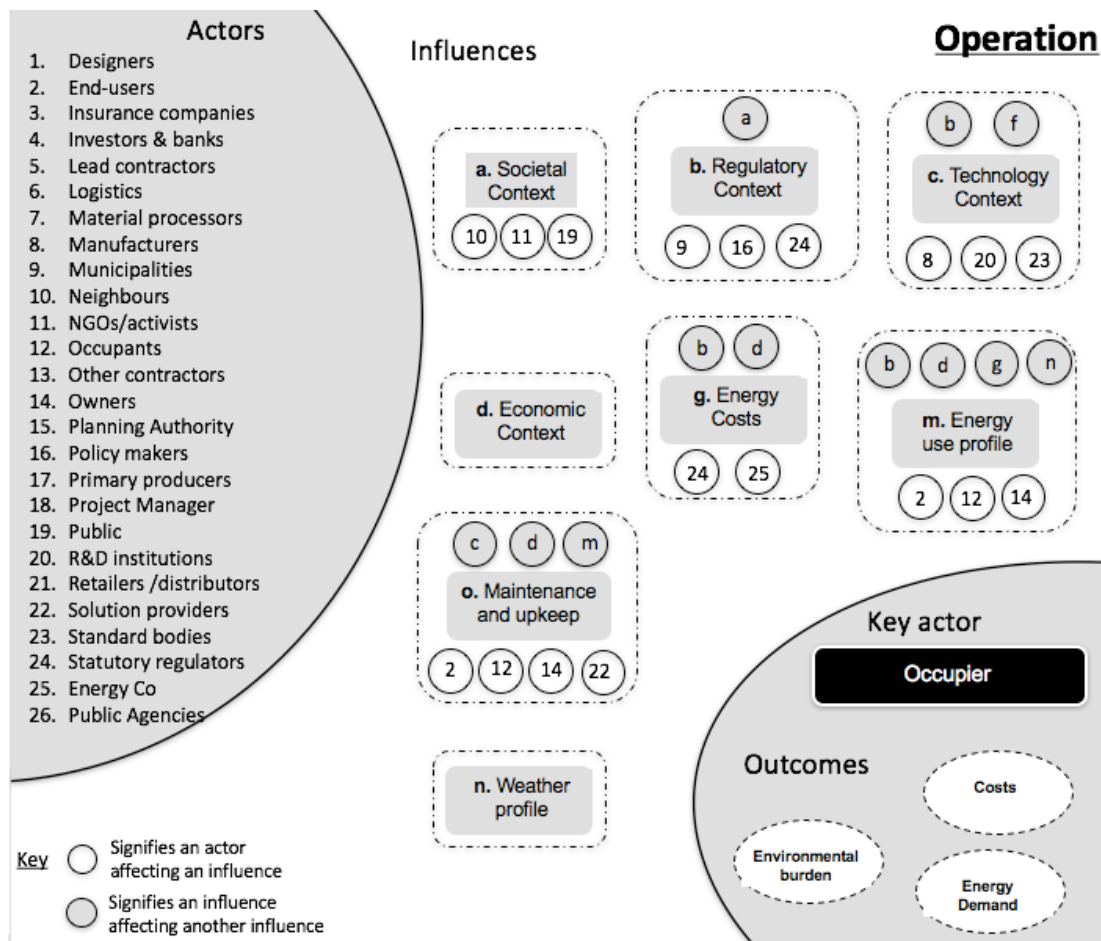 Actors
1. Designers
2. End-users
3. Insurance companies
4. Investors & banks
5. Lead contractors
6. Logistics
7. Material processors
8. Manufacturers
9. Municipalities
10. Neighbours
11. NGOs/activists
12. Occupants
13. Other contractors
14. Owners
15. Planning Authority
16. Policy makers
17. Primary producers
18. Project Manager
19. Public
20. R&D institutions
21. Retailers /distributors
22. Solution providers
23. Standard bodies
24. Statutory regulators
25. Energy Co
26. Public Agencies
Key
Signifies an actor
affecting an influence
Signifies an influence
affecting another influence
Influences
Operation
a. Societal
Context
10 11 19
a
b. Regulatory
Context
9 16 24
b f
c. Technology
Context
8 20 23
d. Economic
Context
b d
g. Energy
Costs
24 25
b d g n
m. Energy
use profile
2 12 14
c d m
o. Maintenance
and upkeep
2 12 14 22
n. Weather
profile
Key actor
Occupier
Outcomes
Costs
Environmental
burden
Energy
Demand